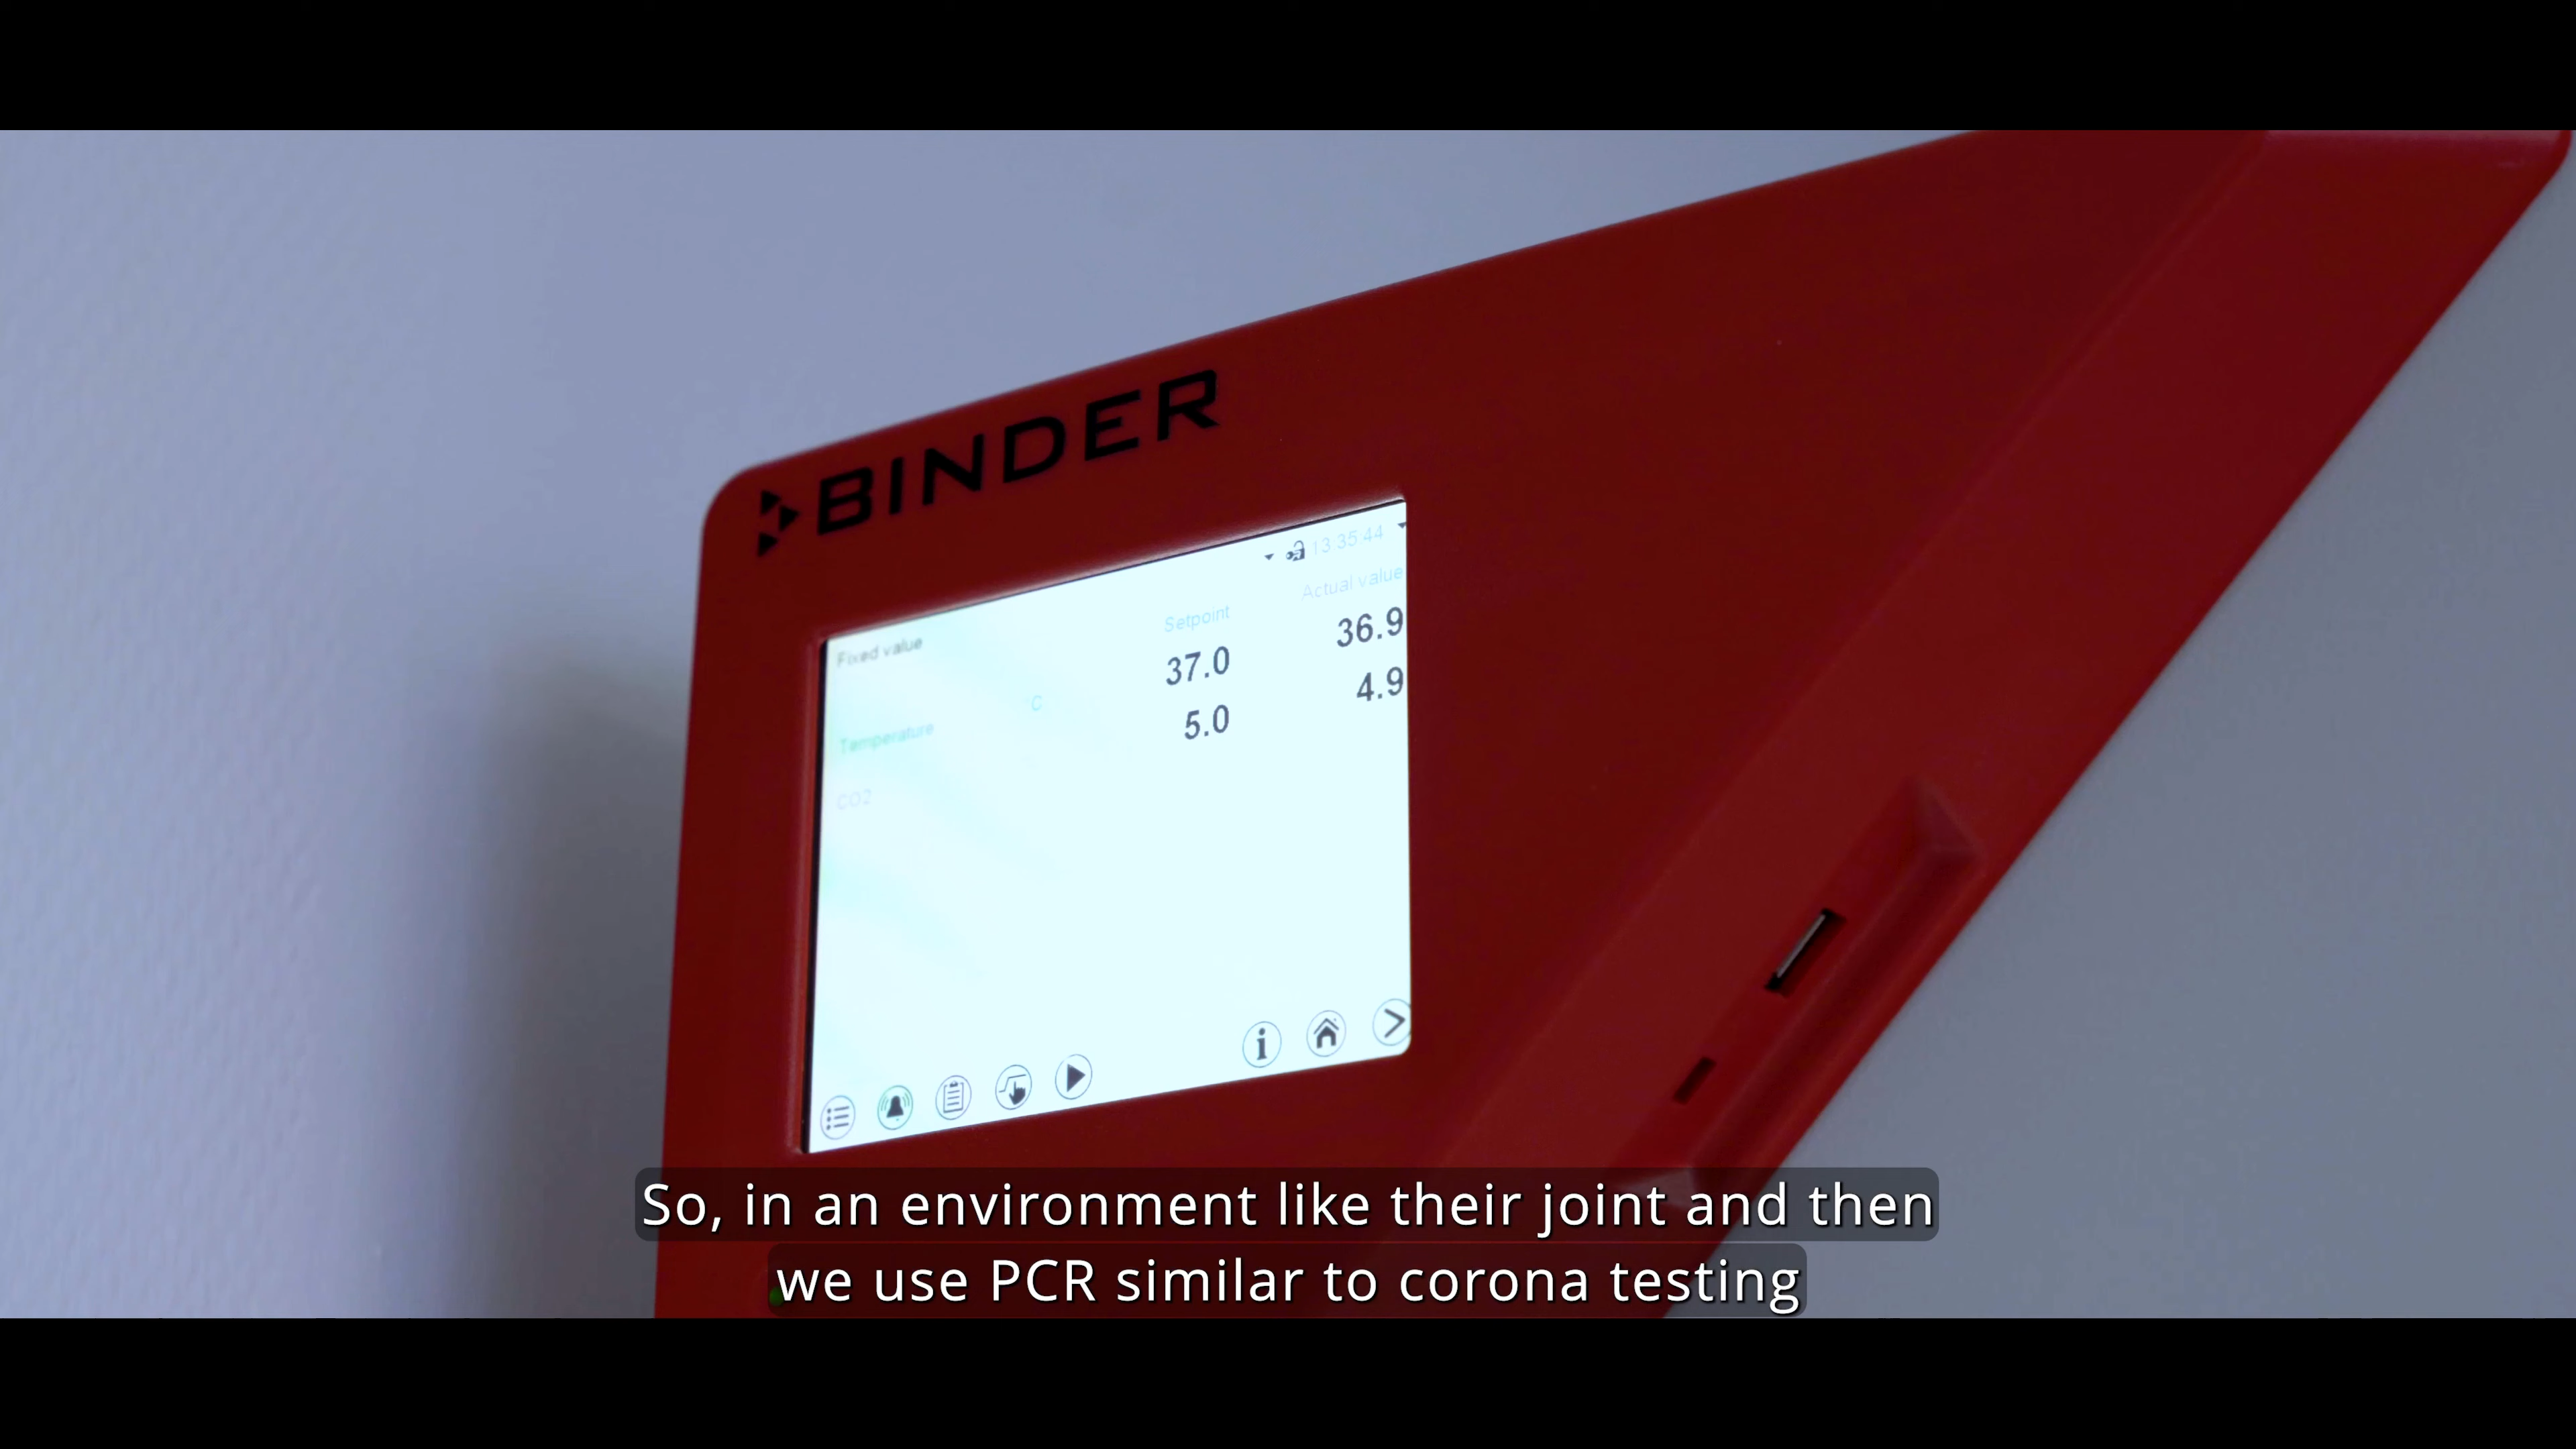 BINDER
13:35:44
Fixed value
Setpoint
Actual value
Temperature °C 37.0 36.9
CO2 5.0 4.9
So, in an environment like their joint and then
we use PCR similar to corona testing